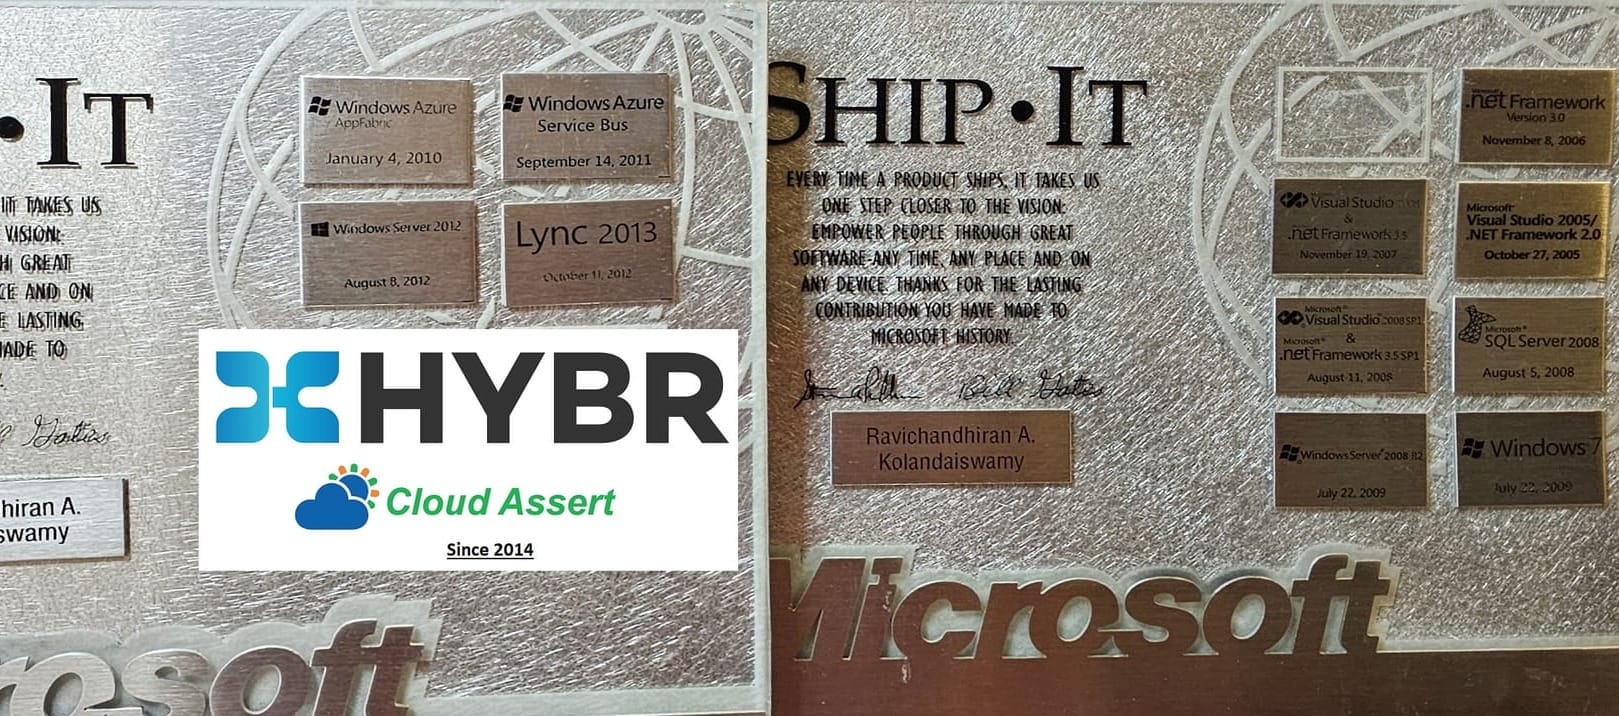 •IT
IT TAKES US
VISION:
H GREAT
CE AND ON
E LASTING
MADE TO
Gates
hiran A.
swamy
Windows Azure
AppFabric
January 4, 2010
Windows Azure
Service Bus
September 14, 2011
Windows Server 2012
August 8, 2012
Lync 2013
October 11, 2012
HYBR
Cloud Assert
Since 2014
rosoft
SHIP•IT
EVERY TIME A PRODUCT SHIPS, IT TAKES US
ONE STEP CLOSER TO THE VISION:
EMPOWER PEOPLE THROUGH GREAT
SOFTWARE-ANY TIME, ANY PLACE AND ON
ANY DEVICE. THANKS FOR THE LASTING
CONTRIBUTION YOU HAVE MADE TO
MICROSOFT HISTORY.
Bill Gates
Ravichandhiran A.
Kolandaiswamy
Microsoft
.net Framework
Version 3.0
November 8, 2006
Visual Studio
&
.net Framework 3.5
November 19, 2007
Microsoft
Visual Studio 2005/
.NET Framework 2.0
October 27, 2005
Microsoft
Visual Studio 2008 SP1
Microsoft &
.net Framework 3.5 SP1
August 11, 2008
Microsoft
SQL Server 2008
August 5, 2008
Windows Server 2008 R2
July 22, 2009
Windows 7
July 22, 2009
Microsoft